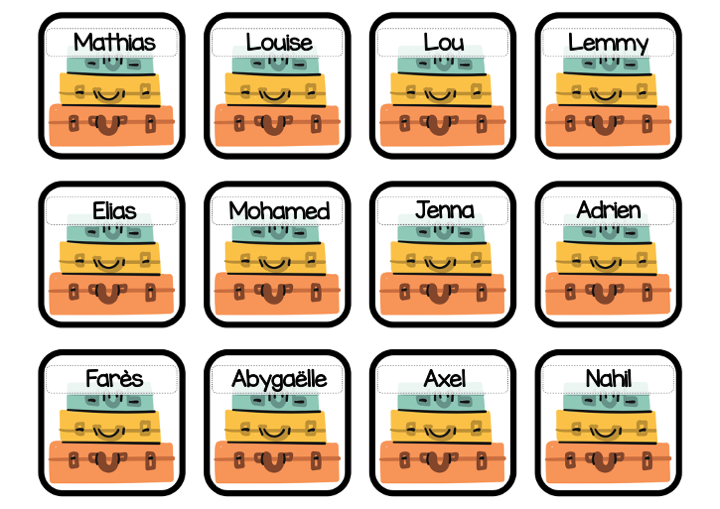 Mathias
Louise
Lou
Lemmy
Elias
Mohamed
Jenna
Adrien
Farès
Abygaëlle
Axel
Nahil